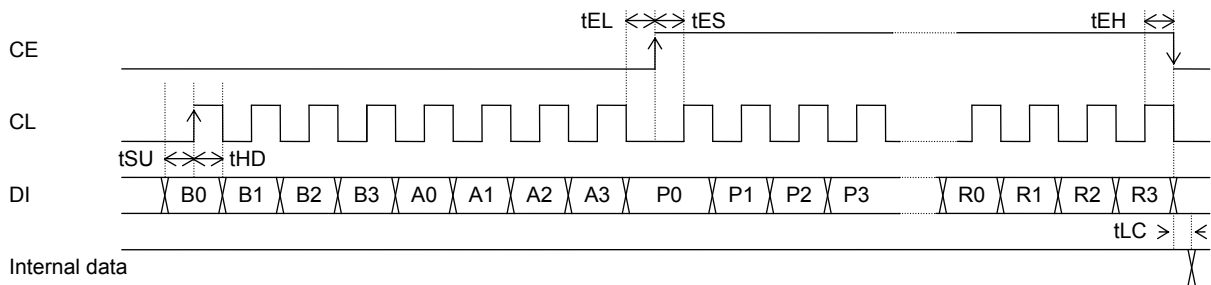 tEL tES tEH
CE
CL
tSU tHD
DI B0 B1 B2 B3 A0 A1 A2 A3 P0 P1 P2 P3 R0 R1 R2 R3
tLC
Internal data